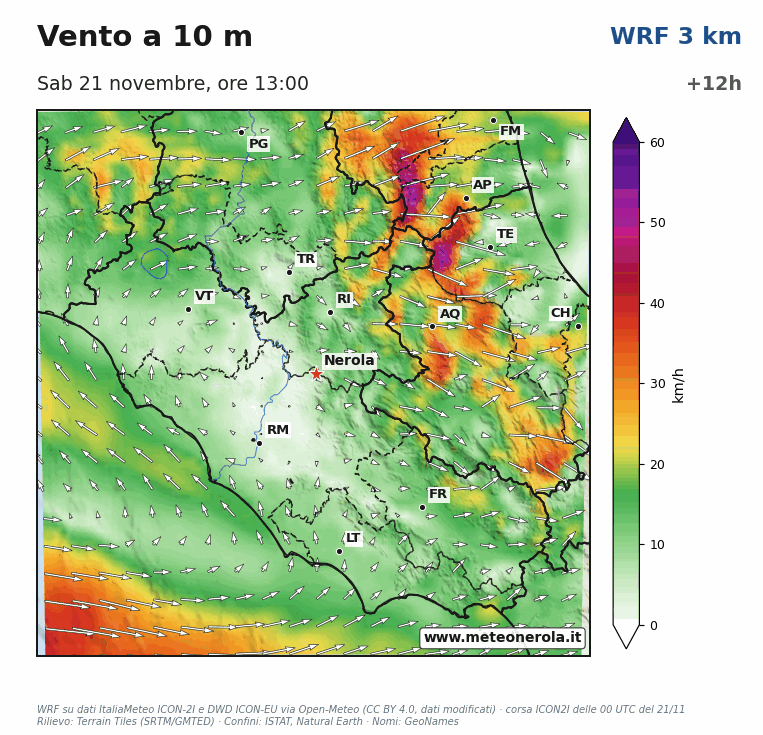 Vento a 10 m
WRF 3 km
Sab 21 novembre, ore 13:00
+12h
FM
PG
AP
TE
TR
RI
VT
AQ
CH
Nerola
RM
FR
LT
www.meteonerola.it
60
50
40
30
20
10
0
km/h
WRF su dati ItaliaMeteo ICON-2I e DWD ICON-EU via Open-Meteo (CC BY 4.0, dati modificati) · corsa ICON2I delle 00 UTC del 21/11
Rilievo: Terrain Tiles (SRTM/GMTED) · Confini: ISTAT, Natural Earth · Nomi: GeoNames